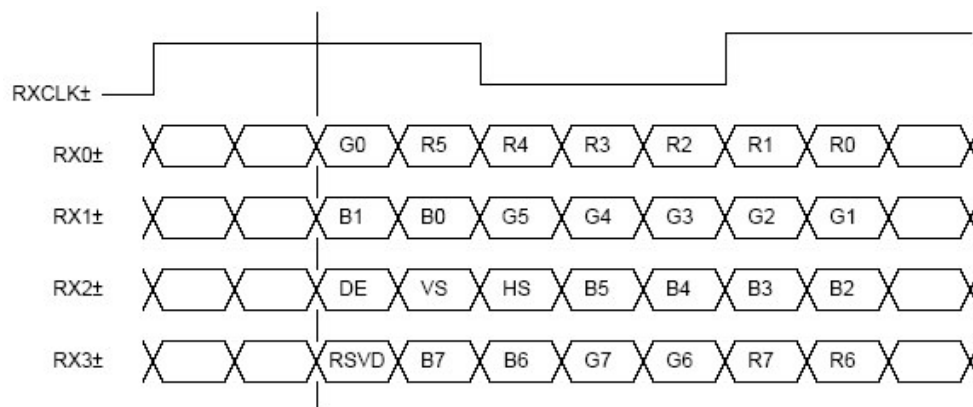 RXCLK±
RX0± G0 R5 R4 R3 R2 R1 R0
RX1± B1 B0 G5 G4 G3 G2 G1
RX2± DE VS HS B5 B4 B3 B2
RX3± RSVD B7 B6 G7 G6 R7 R6